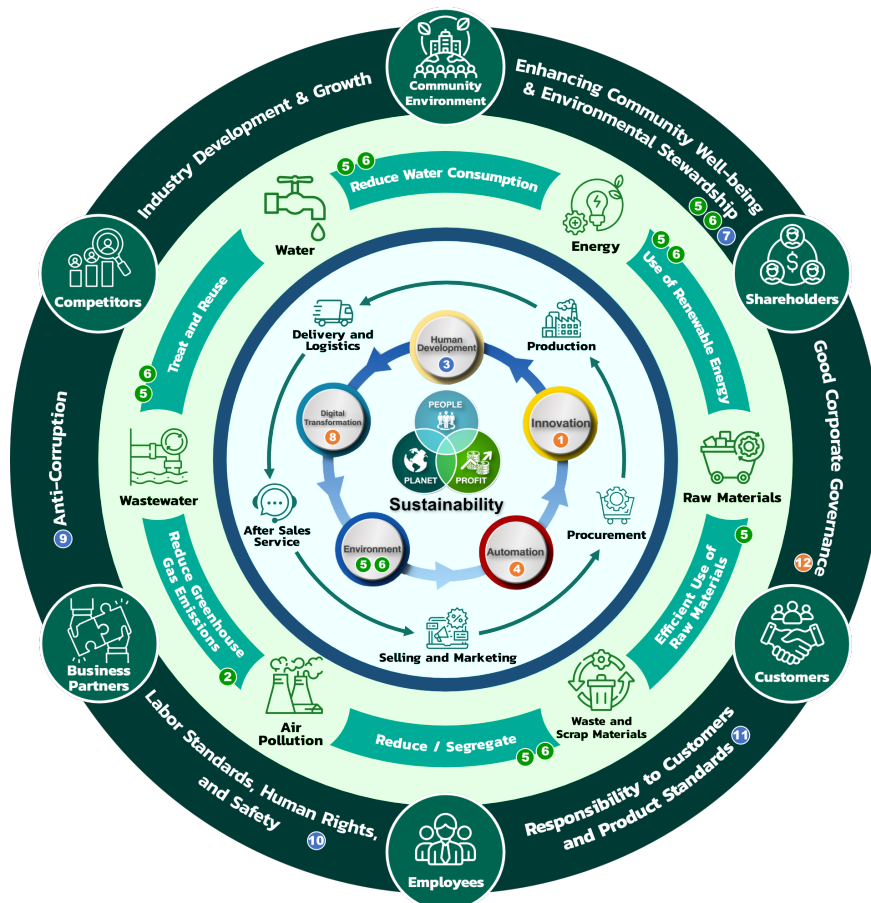 Community
Environment
Industry Development & Growth
Enhancing Community Well-being
& Environmental Stewardship
5 6 7
Competitors
Shareholders
Water
5 6
Reduce Water Consumption
Energy
5 6
Use of Renewable Energy
Treat and Reuse
6
5
Delivery and
Logistics
Production
Human
Development
3
Digital
Transformation
8
PEOPLE
PLANET
PROFIT
Sustainability
Innovation
1
Good Corporate Governance
12
Anti-Corruption
9
Wastewater
Raw Materials
After Sales
Service
Environment
5 6
Automation
4
Procurement
Reduce Greenhouse
Gas Emissions
2
5
Efficient Use of
Raw Materials
Selling and Marketing
Business
Partners
Customers
Air
Pollution
Reduce / Segregate
5 6
Waste and
Scrap Materials
Labor Standards, Human Rights,
and Safety
10
Responsibility to Customers
and Product Standards
11
Employees